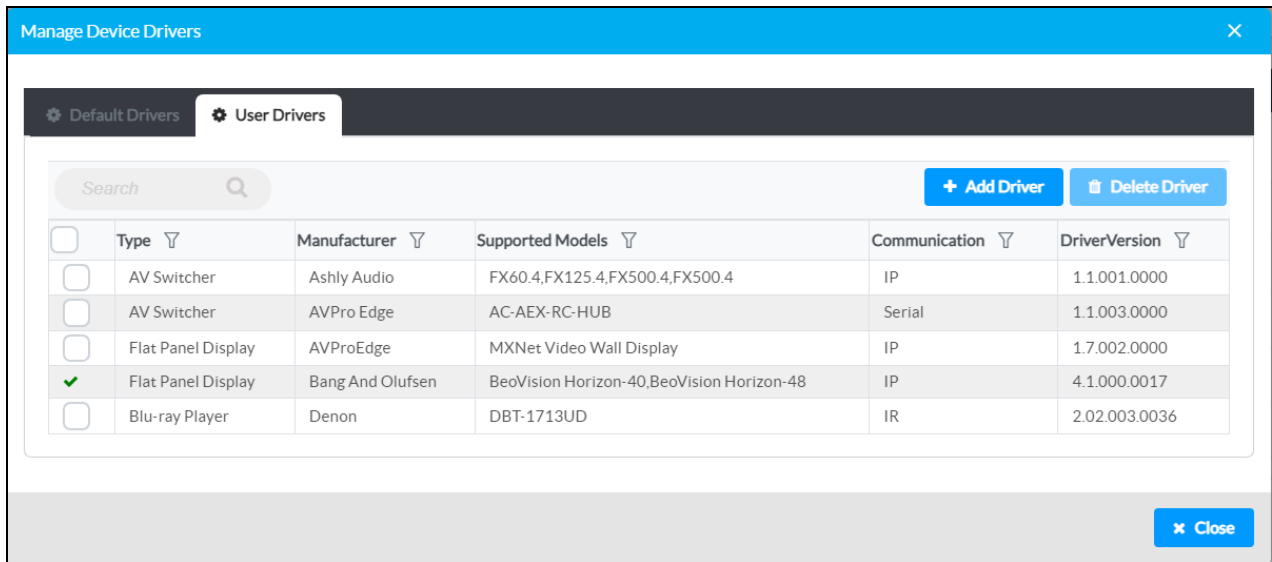 Manage Device Drivers
Default Drivers User Drivers
Search Add Driver Delete Driver
Type Manufacturer Supported Models Communication DriverVersion
AV Switcher Ashly Audio FX60.4,FX125.4,FX500.4,FX500.4 IP 1.1.001.0000
AV Switcher AVPro Edge AC-AEX-RC-HUB Serial 1.1.003.0000
Flat Panel Display AVProEdge MXNet Video Wall Display IP 1.7.002.0000
Flat Panel Display Bang And Olufsen BeoVision Horizon-40,BeoVision Horizon-48 IP 4.1.000.0017
Blu-ray Player Denon DBT-1713UD IR 2.02.003.0036
Close